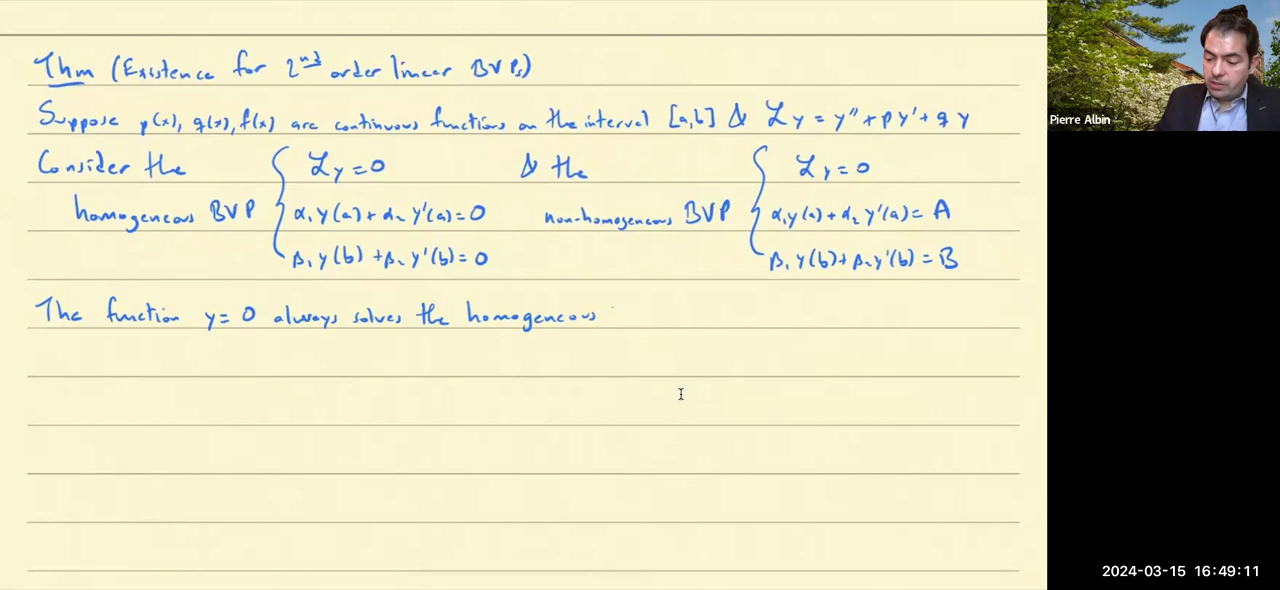 Thm (Existence for 2nd order linear BVPs)
Suppose p(x), q(x), f(x) are continuous functions on the interval [a,b] & ℒy = y'' + py' + qy
Consider the { ℒy = 0 & the { ℒy = 0
homogeneous BVP α₁y(a) + α₂y'(a) = 0 non-homogeneous BVP α₁y(a) + α₂y'(a) = A
β₁y(b) + β₂y'(b) = 0 β₁y(b) + β₂y'(b) = B
The function y = 0 always solves the homogeneous
Pierre Albin
2024-03-15 16:49:11